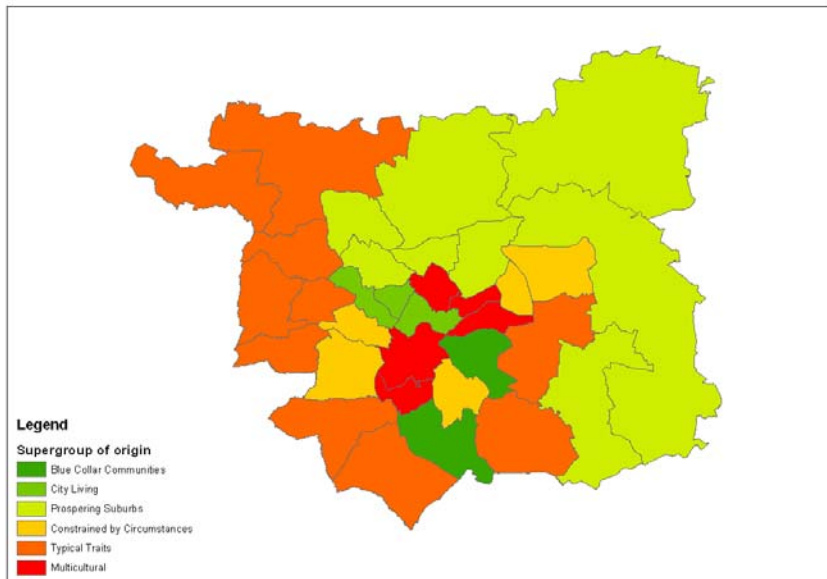 Legend
Supergroup of origin
Blue Collar Communities
City Living
Prospering Suburbs
Constrained by Circumstances
Typical Traits
Multicultural